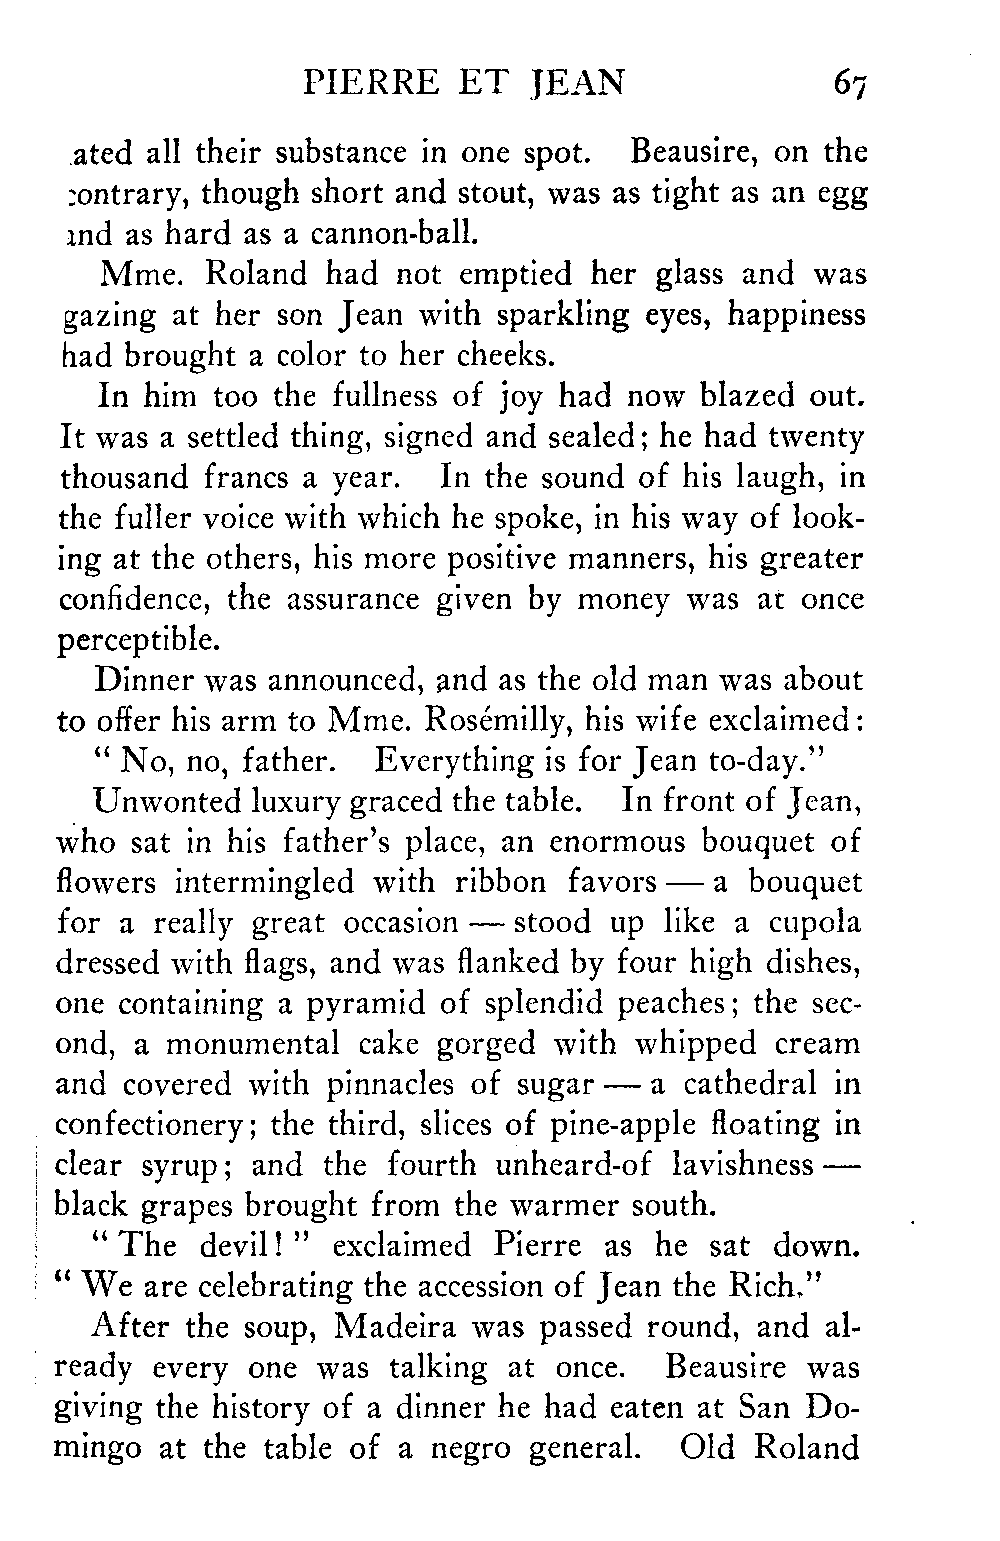 PIERRE ET JEAN 67
ated all their substance in one spot. Beausire, on the
contrary, though short and stout, was as tight as an egg
and as hard as a cannon-ball.
Mme. Roland had not emptied her glass and was
gazing at her son Jean with sparkling eyes, happiness
had brought a color to her cheeks.
In him too the fullness of joy had now blazed out.
It was a settled thing, signed and sealed; he had twenty
thousand francs a year. In the sound of his laugh, in
the fuller voice with which he spoke, in his way of look-
ing at the others, his more positive manners, his greater
confidence, the assurance given by money was at once
perceptible.
Dinner was announced, and as the old man was about
to offer his arm to Mme. Rosémilly, his wife exclaimed:
" No, no, father. Everything is for Jean to-day."
Unwonted luxury graced the table. In front of Jean,
who sat in his father's place, an enormous bouquet of
flowers intermingled with ribbon favors — a bouquet
for a really great occasion — stood up like a cupola
dressed with flags, and was flanked by four high dishes,
one containing a pyramid of splendid peaches; the sec-
ond, a monumental cake gorged with whipped cream
and covered with pinnacles of sugar — a cathedral in
confectionery; the third, slices of pine-apple floating in
clear syrup; and the fourth unheard-of lavishness —
black grapes brought from the warmer south.
" The devil! " exclaimed Pierre as he sat down.
" We are celebrating the accession of Jean the Rich."
After the soup, Madeira was passed round, and al-
ready every one was talking at once. Beausire was
giving the history of a dinner he had eaten at San Do-
mingo at the table of a negro general. Old Roland